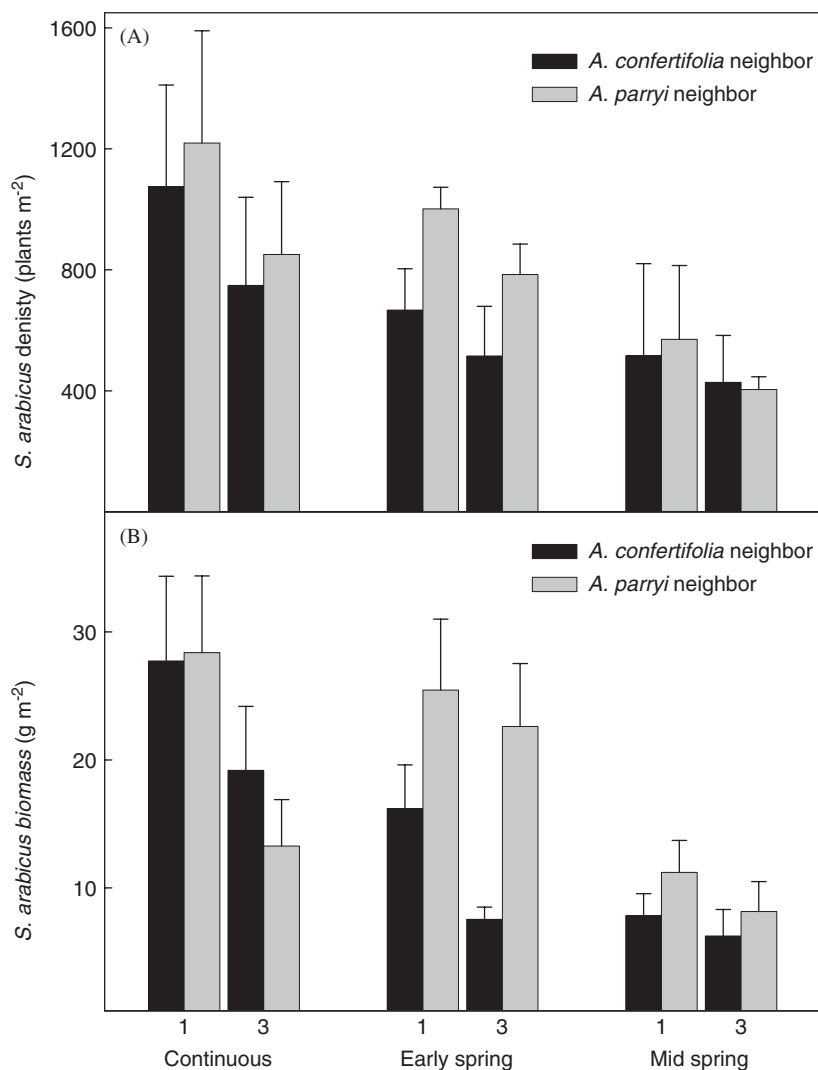 (A)
A. confertifolia neighbor
A. parryi neighbor
1600
1200
800
400
S. arabicus denisty (plants m-2)
(B)
A. confertifolia neighbor
A. parryi neighbor
30
20
10
S. arabicus biomass (g m-2)
1 3 1 3 1 3
Continuous Early spring Mid spring